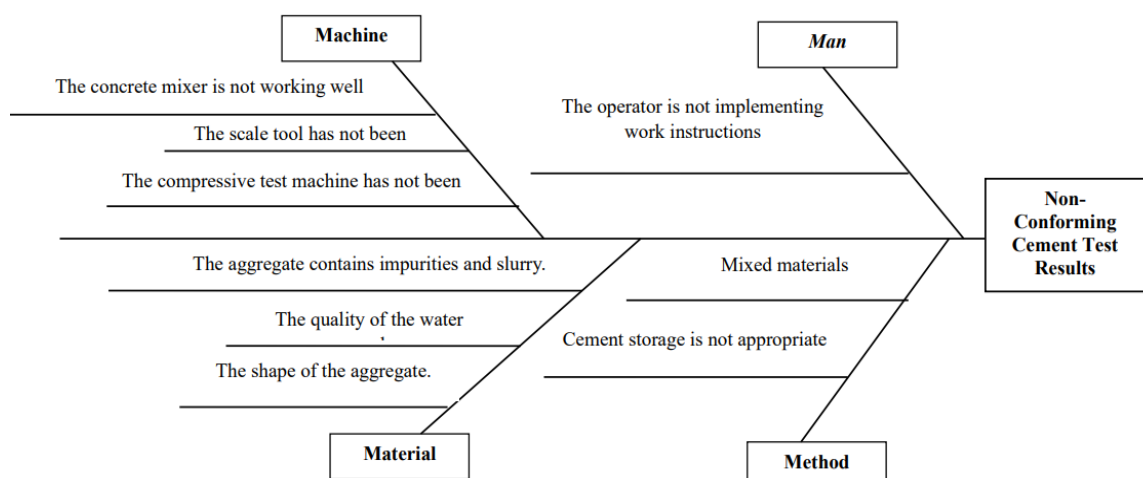 Machine
Man
The concrete mixer is not working well
The operator is not implementing
work instructions
The scale tool has not been
The compressive test machine has not been
Non-
Conforming
Cement Test
Results
The aggregate contains impurities and slurry.
Mixed materials
The quality of the water
Cement storage is not appropriate
The shape of the aggregate.
Material
Method